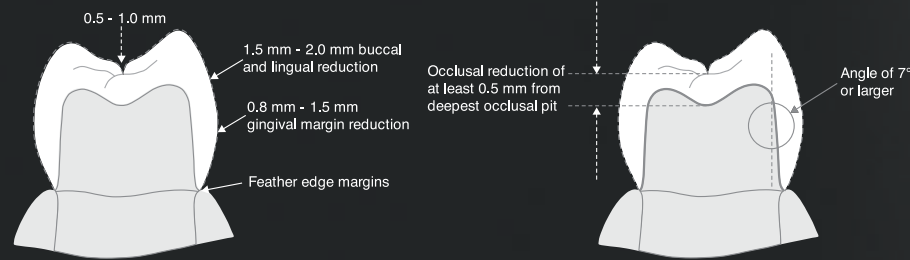 0.5 - 1.0 mm
1.5 mm - 2.0 mm buccal
and lingual reduction
0.8 mm - 1.5 mm
gingival margin reduction
Feather edge margins
Occlusal reduction of
at least 0.5 mm from
deepest occlusal pit
Angle of 7°
or larger